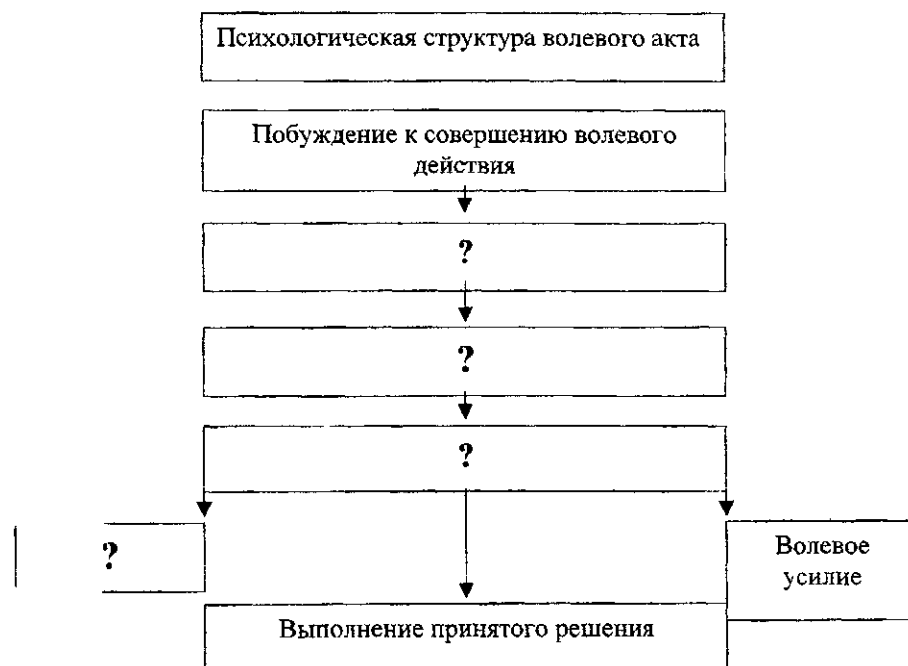 Психологическая структура волевого акта
Побуждение к совершению волевого
действия
?
?
?
?
Волевое
усилие
Выполнение принятого решения